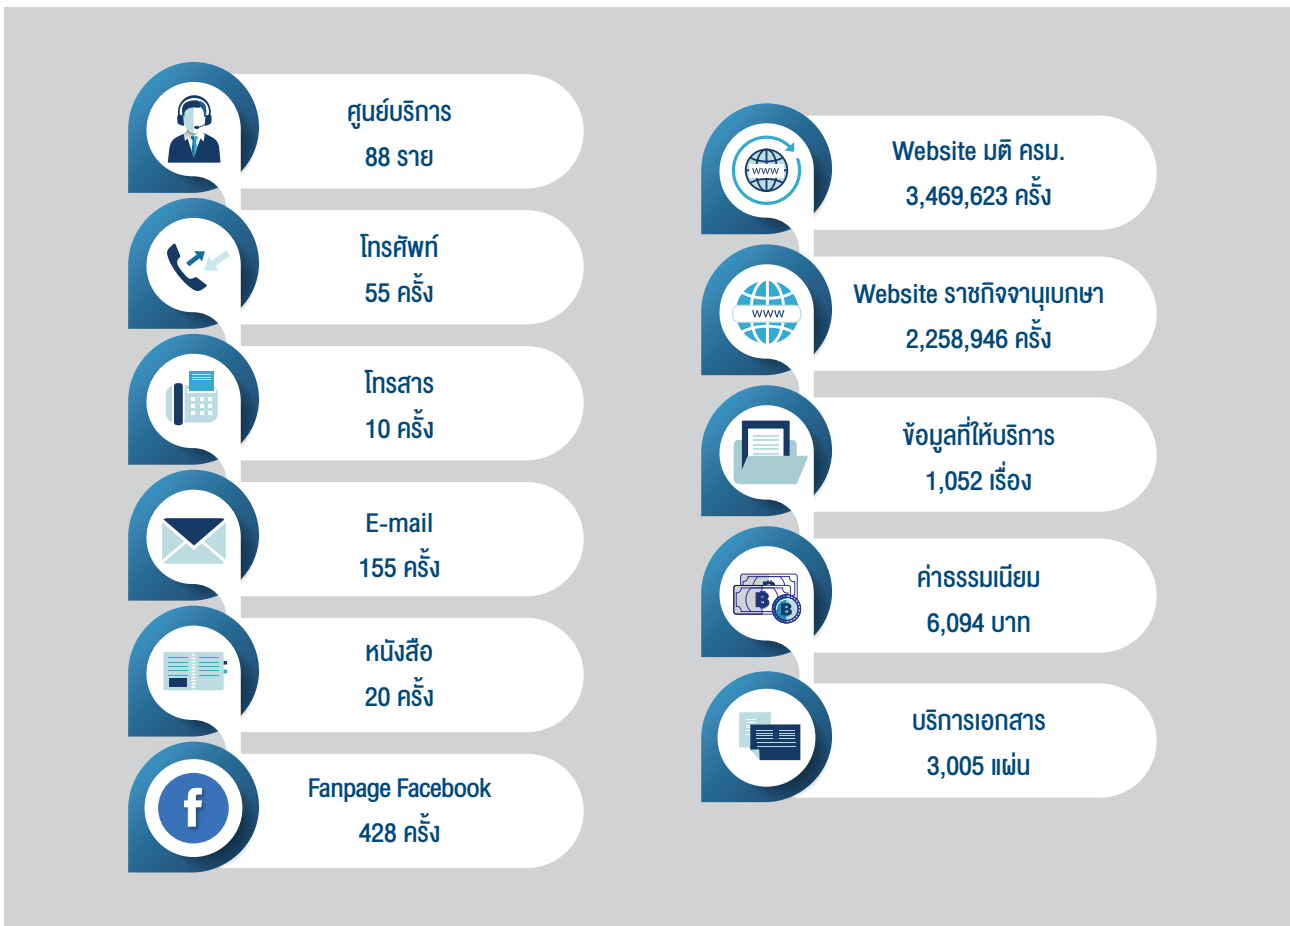 ศูนย์บริการ
88 ราย
โทรศัพท์
55 ครั้ง
โทรสาร
10 ครั้ง
E-mail
155 ครั้ง
หนังสือ
20 ครั้ง
Fanpage Facebook
428 ครั้ง
www
Website มติ ครม.
3,469,623 ครั้ง
www
Website ราชกิจจานุเบกษา
2,258,946 ครั้ง
ข้อมูลที่ให้บริการ
1,052 เรื่อง
ค่าธรรมเนียม
6,094 บาท
บริการเอกสาร
3,005 แผ่น